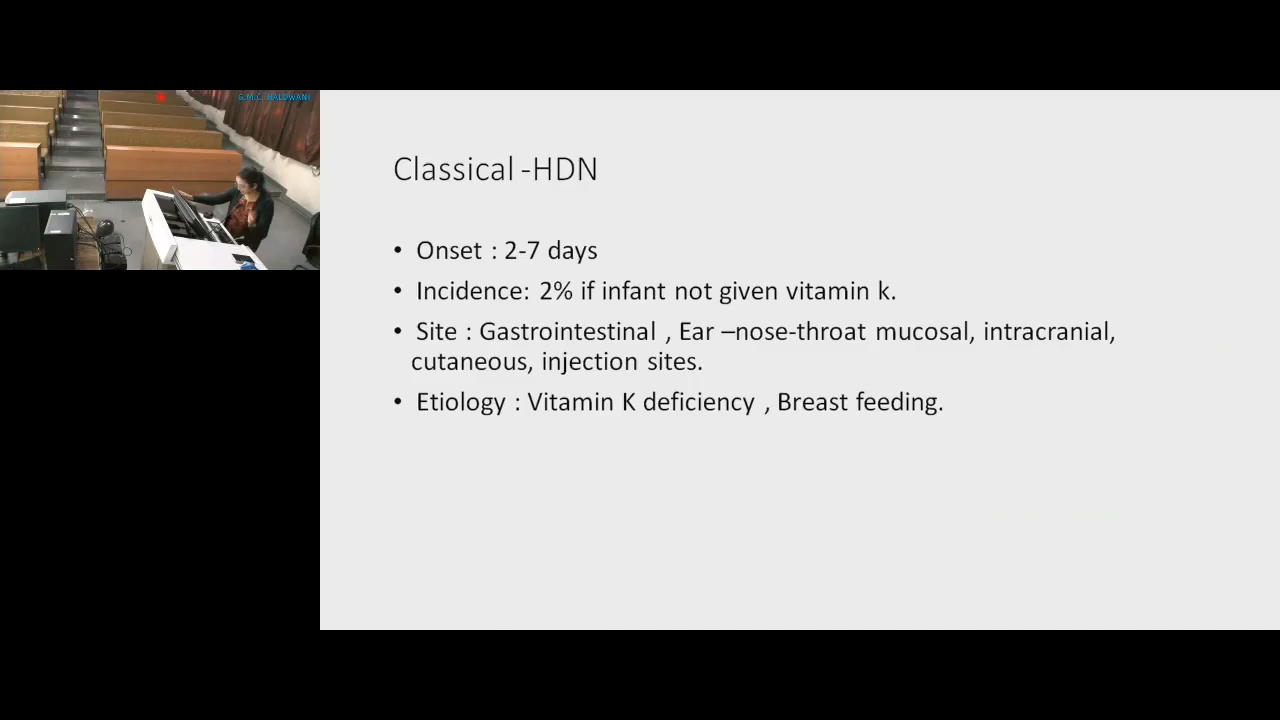 G.M.C. HALDWANI
Classical -HDN
• Onset : 2-7 days
• Incidence: 2% if infant not given vitamin k.
• Site : Gastrointestinal , Ear –nose-throat mucosal, intracranial,
cutaneous, injection sites.
• Etiology : Vitamin K deficiency , Breast feeding.